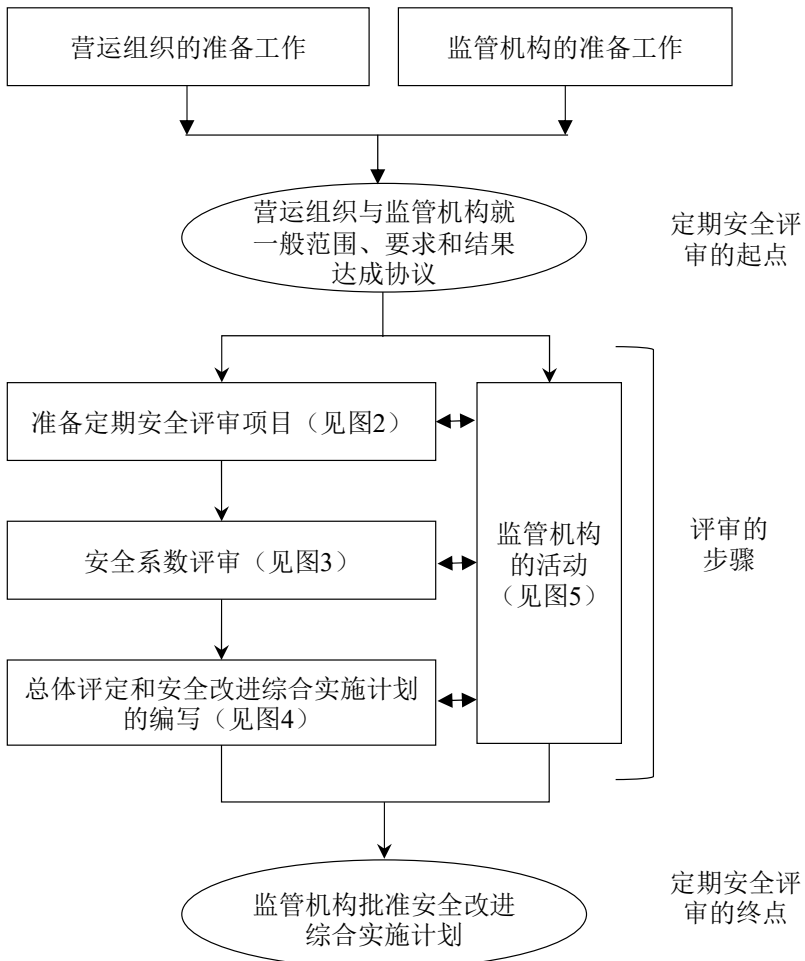 营运组织的准备工作
监管机构的准备工作
营运组织与监管机构就
一般范围、要求和结果
达成协议
定期安全评
审的起点
准备定期安全评审项目（见图2）
安全系数评审（见图3）
总体评定和安全改进综合实施计划
的编写（见图4）
监管机构
的活动
（见图5）
评审的
步骤
监管机构批准安全改进
综合实施计划
定期安全评
审的终点